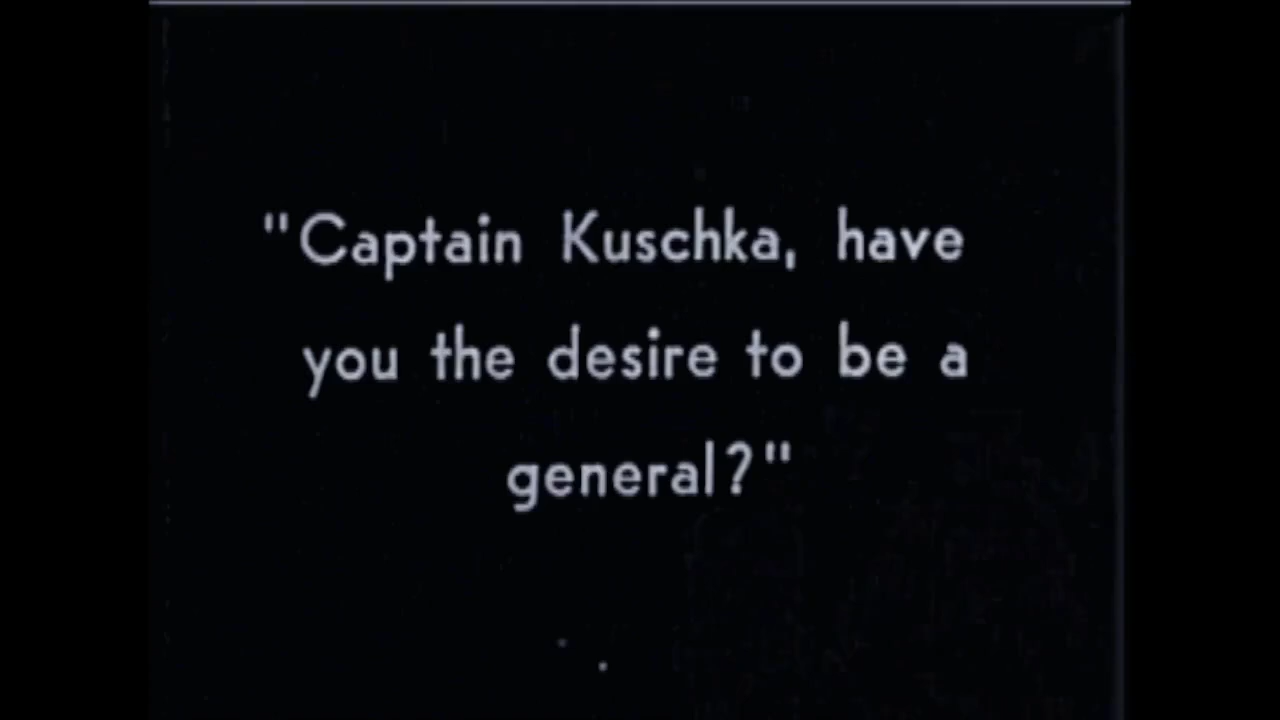 "Captain Kuschka, have
you the desire to be a
general?"